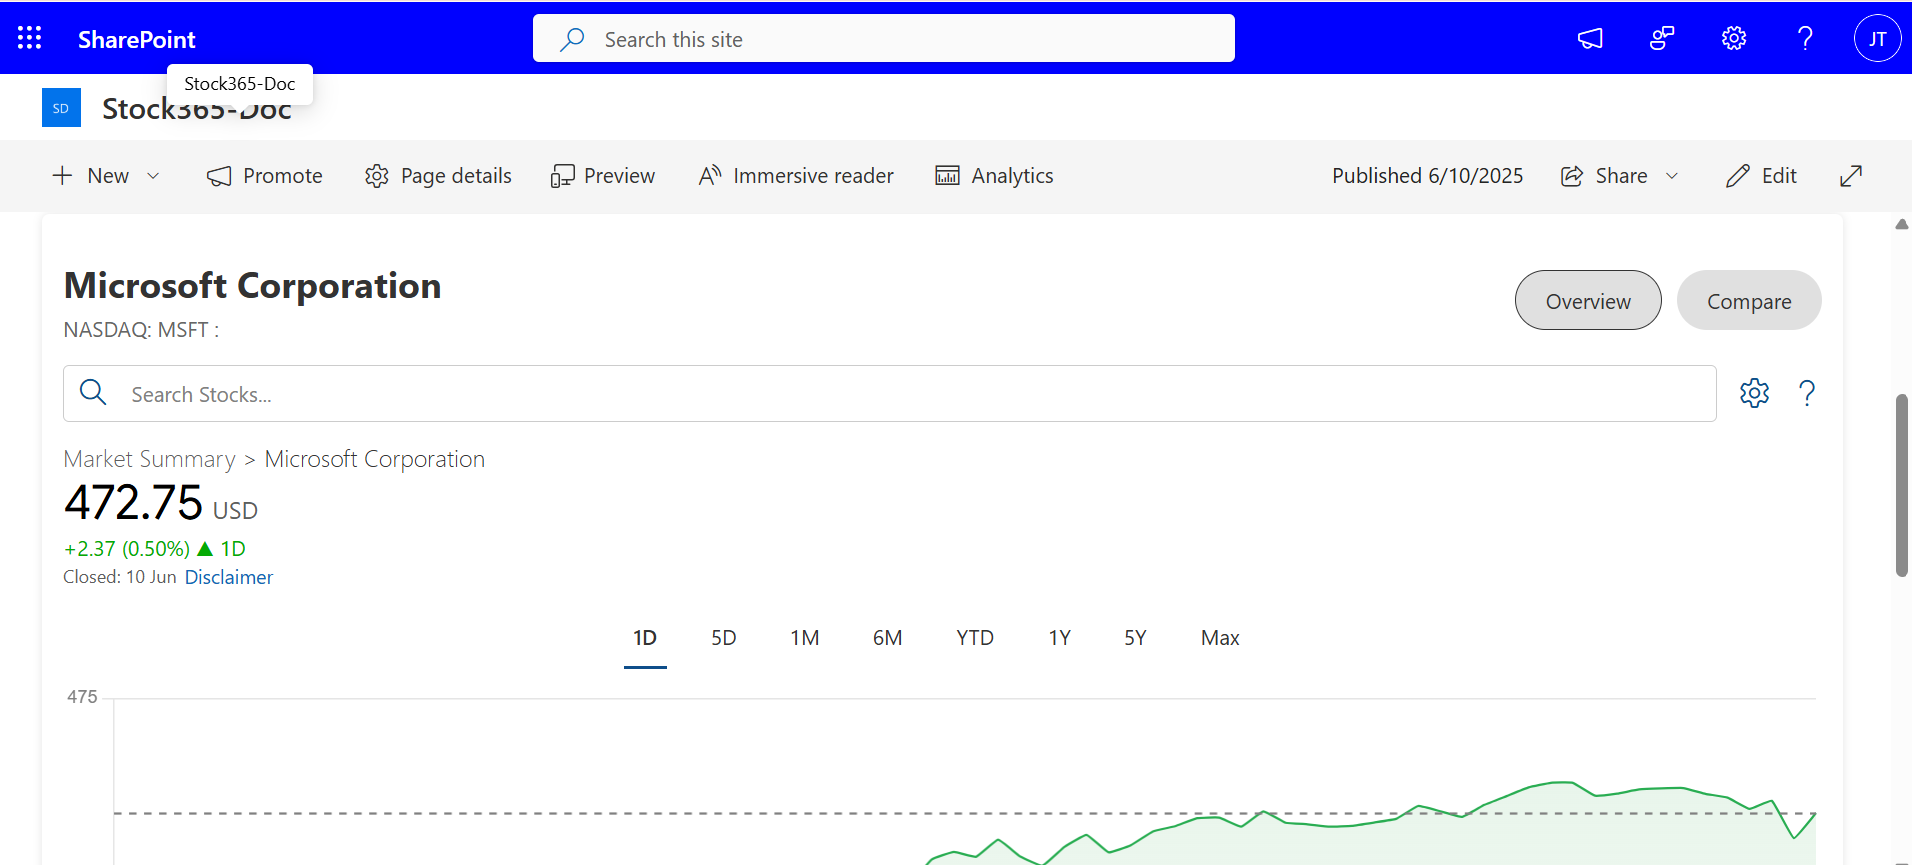 SharePoint
Search this site
JT
Stock365-Doc
SD
Stock365-Doc
New
Promote
Page details
Preview
Immersive reader
Analytics
Published 6/10/2025
Share
Edit
Microsoft Corporation
Overview
Compare
NASDAQ: MSFT :
Search Stocks...
Market Summary > Microsoft Corporation
472.75 USD
+2.37 (0.50%) ▲ 1D
Closed: 10 Jun Disclaimer
1D
5D
1M
6M
YTD
1Y
5Y
Max
475